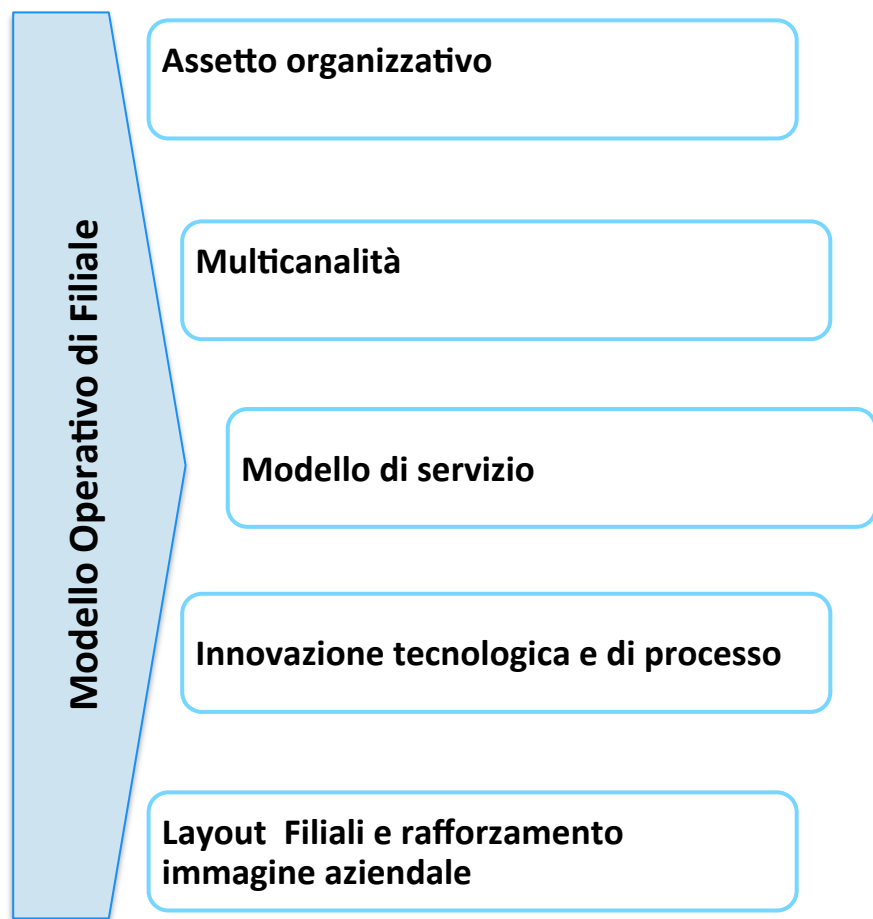 Modello Operativo di Filiale
Assetto organizzativo
Multicanalità
Modello di servizio
Innovazione tecnologica e di processo
Layout  Filiali e rafforzamento
immagine aziendale